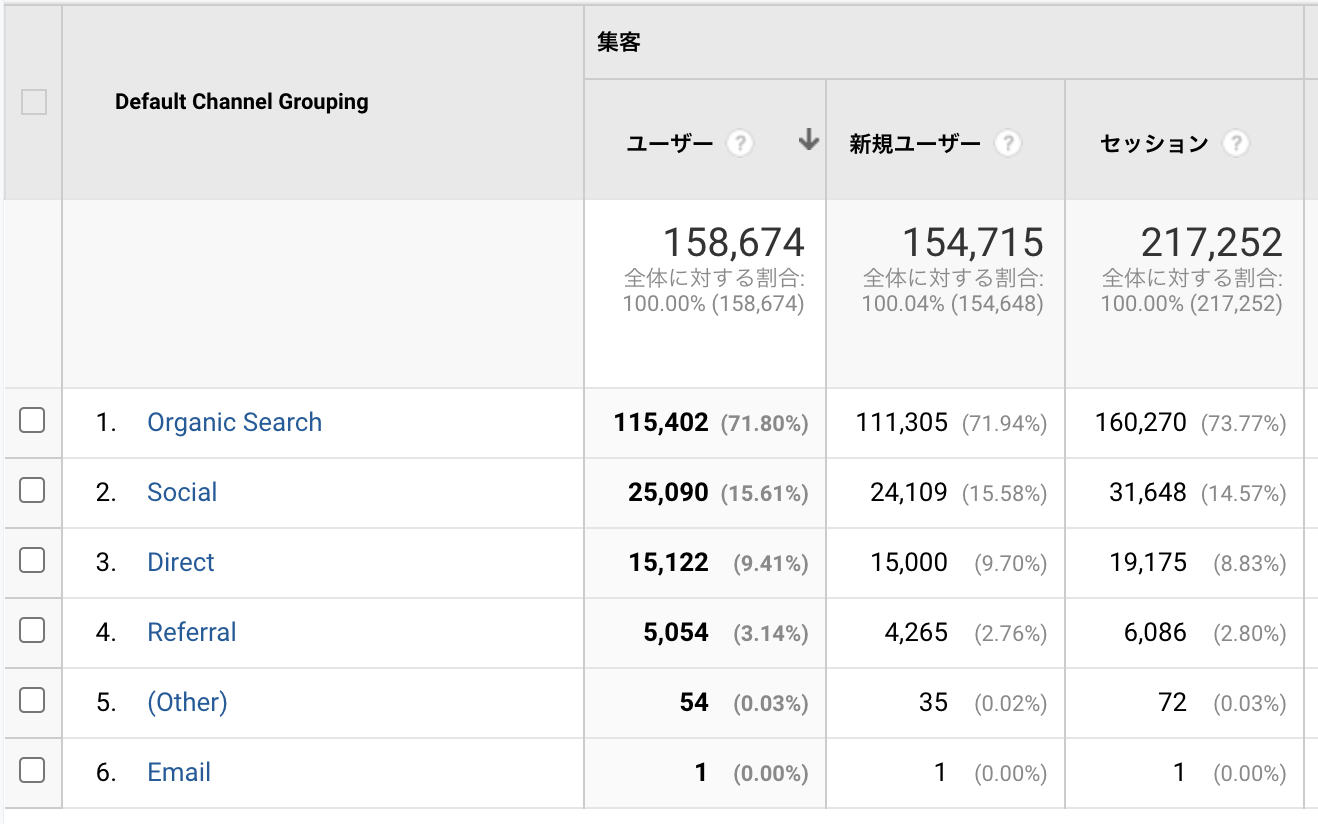 集客
Default Channel Grouping
ユーザー ? ↓ 新規ユーザー ? セッション ?
158,674 154,715 217,252
全体に対する割合: 全体に対する割合: 全体に対する割合:
100.00% (158,674) 100.04% (154,648) 100.00% (217,252)
1. Organic Search 115,402 (71.80%) 111,305 (71.94%) 160,270 (73.77%)
2. Social 25,090 (15.61%) 24,109 (15.58%) 31,648 (14.57%)
3. Direct 15,122 (9.41%) 15,000 (9.70%) 19,175 (8.83%)
4. Referral 5,054 (3.14%) 4,265 (2.76%) 6,086 (2.80%)
5. (Other) 54 (0.03%) 35 (0.02%) 72 (0.03%)
6. Email 1 (0.00%) 1 (0.00%) 1 (0.00%)